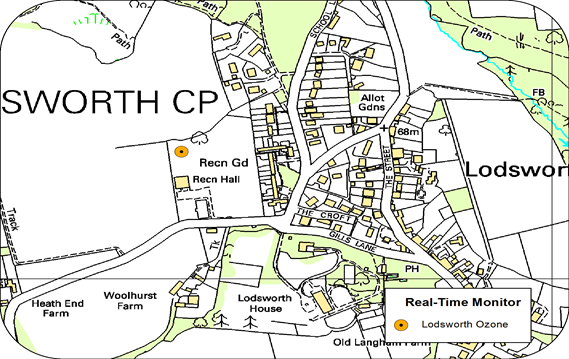 Path
Path
SCHOOL L
Path
SWORTH CP
Allot
Gdns
FB
68m
Recn Gd
Recn Hall
THE STREET
Lodswor
THE CROFT
GILLS LANE
Track
Tk
PH
Heath End
Farm
Woolhurst
Farm
Lodsworth
House
Old Langham Farm
Real-Time Monitor
Lodsworth Ozone